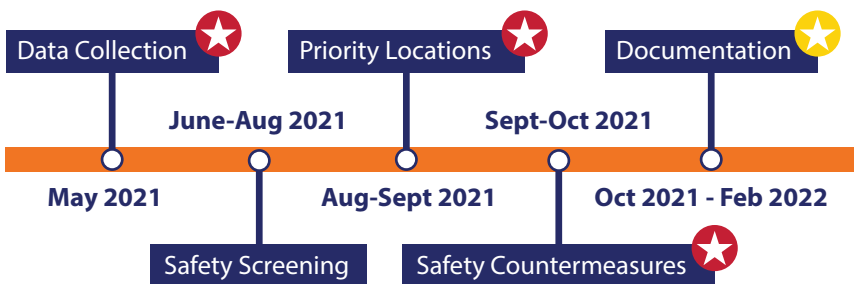 Data Collection
Priority Locations
Documentation
June-Aug 2021
Sept-Oct 2021
May 2021
Aug-Sept 2021
Oct 2021 - Feb 2022
Safety Screening
Safety Countermeasures